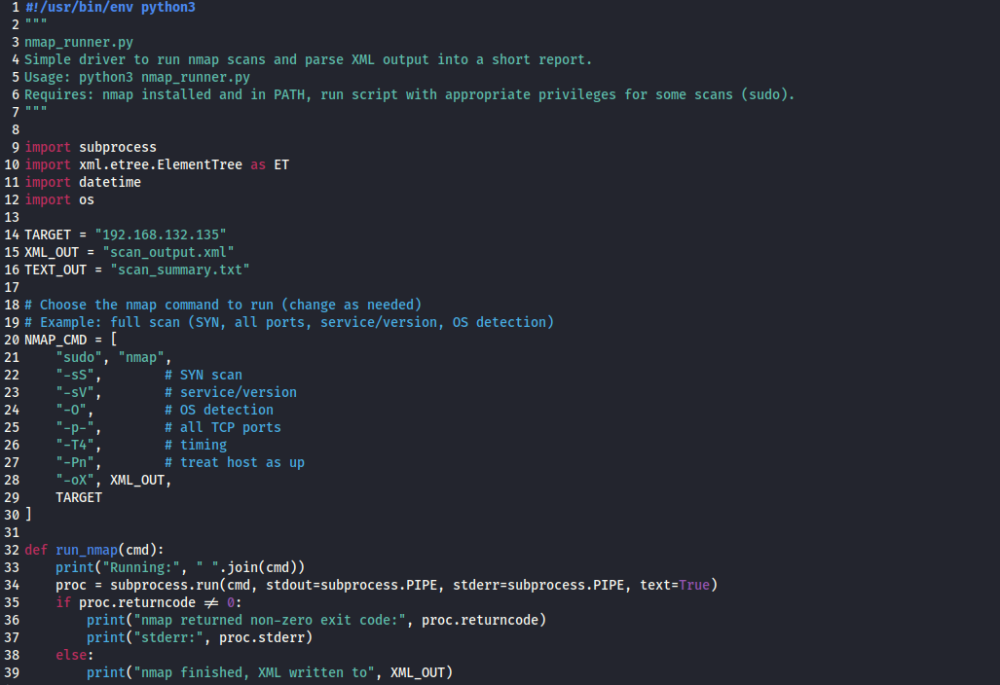 1 #!/usr/bin/env python3
2 """
3 nmap_runner.py
4 Simple driver to run nmap scans and parse XML output into a short report.
5 Usage: python3 nmap_runner.py
6 Requires: nmap installed and in PATH, run script with appropriate privileges for some scans (sudo).
7 """
8
9 import subprocess
10 import xml.etree.ElementTree as ET
11 import datetime
12 import os
13
14 TARGET = "192.168.132.135"
15 XML_OUT = "scan_output.xml"
16 TEXT_OUT = "scan_summary.txt"
17
18 # Choose the nmap command to run (change as needed)
19 # Example: full scan (SYN, all ports, service/version, OS detection)
20 NMAP_CMD = [
21     "sudo", "nmap",
22     "-sS",        # SYN scan
23     "-sV",        # service/version
24     "-O",         # OS detection
25     "-p-",        # all TCP ports
26     "-T4",        # timing
27     "-Pn",        # treat host as up
28     "-oX", XML_OUT,
29     TARGET
30 ]
31
32 def run_nmap(cmd):
33     print("Running:", " ".join(cmd))
34     proc = subprocess.run(cmd, stdout=subprocess.PIPE, stderr=subprocess.PIPE, text=True)
35     if proc.returncode != 0:
36         print("nmap returned non-zero exit code:", proc.returncode)
37         print("stderr:", proc.stderr)
38     else:
39         print("nmap finished, XML written to", XML_OUT)